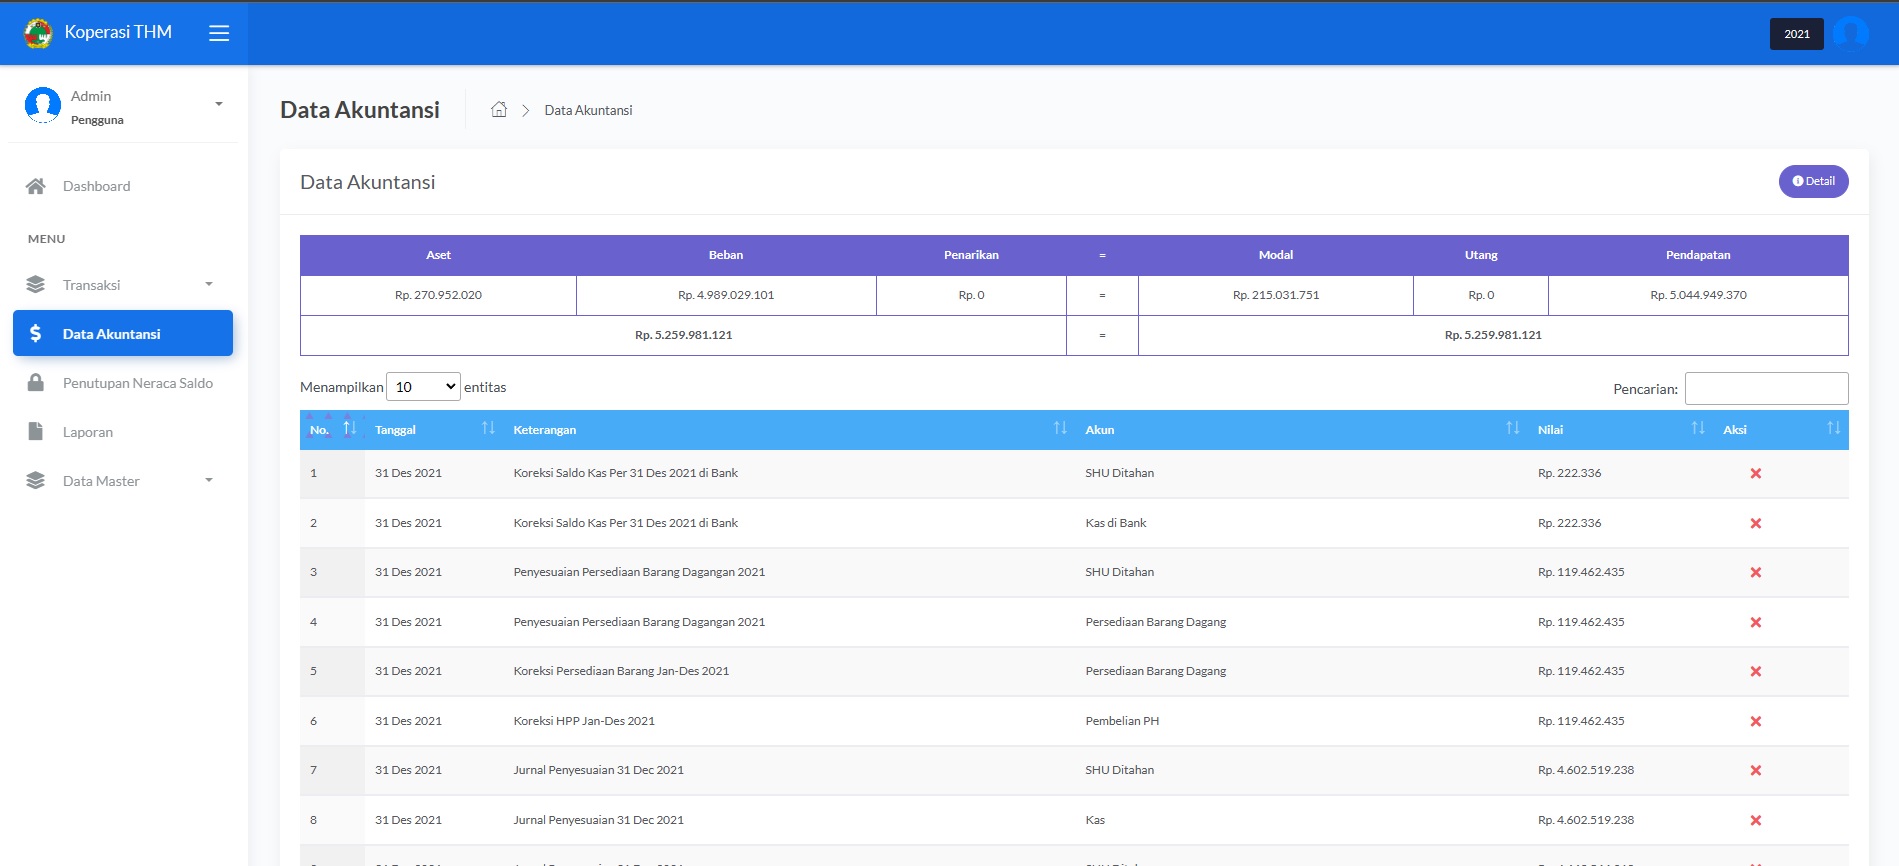 Koperasi THM
2021
Admin
Pengguna
Dashboard
MENU
Transaksi
Data Akuntansi
Penutupan Neraca Saldo
Laporan
Data Master
Data Akuntansi
Data Akuntansi
Data Akuntansi
Detail
Aset Beban Penarikan = Modal Utang Pendapatan
Rp. 270.952.020 Rp. 4.989.029.101 Rp. 0 = Rp. 215.031.751 Rp. 0 Rp. 5.044.949.370
Rp. 5.259.981.121 = Rp. 5.259.981.121
Menampilkan 10 entitas
Pencarian:
No. Tanggal Keterangan Akun Nilai Aksi
1 31 Des 2021 Koreksi Saldo Kas Per 31 Des 2021 di Bank SHU Ditahan Rp. 222.336
2 31 Des 2021 Koreksi Saldo Kas Per 31 Des 2021 di Bank Kas di Bank Rp. 222.336
3 31 Des 2021 Penyesuaian Persediaan Barang Dagangan 2021 SHU Ditahan Rp. 119.462.435
4 31 Des 2021 Penyesuaian Persediaan Barang Dagangan 2021 Persediaan Barang Dagang Rp. 119.462.435
5 31 Des 2021 Koreksi Persediaan Barang Jan-Des 2021 Persediaan Barang Dagang Rp. 119.462.435
6 31 Des 2021 Koreksi HPP Jan-Des 2021 Pembelian PH Rp. 119.462.435
7 31 Des 2021 Jurnal Penyesuaian 31 Dec 2021 SHU Ditahan Rp. 4.602.519.238
8 31 Des 2021 Jurnal Penyesuaian 31 Dec 2021 Kas Rp. 4.602.519.238